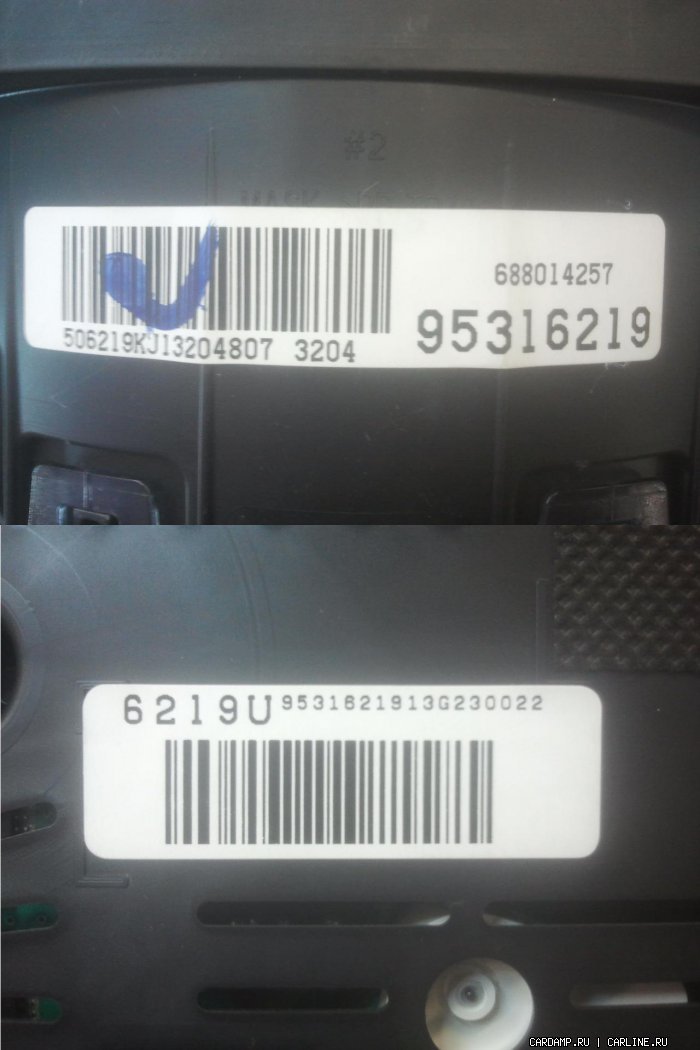 #2
688014257
506219KJ13204807 3204
95316219
6219U 9531621913G230022
CARDAMP.RU | CARLINE.RU